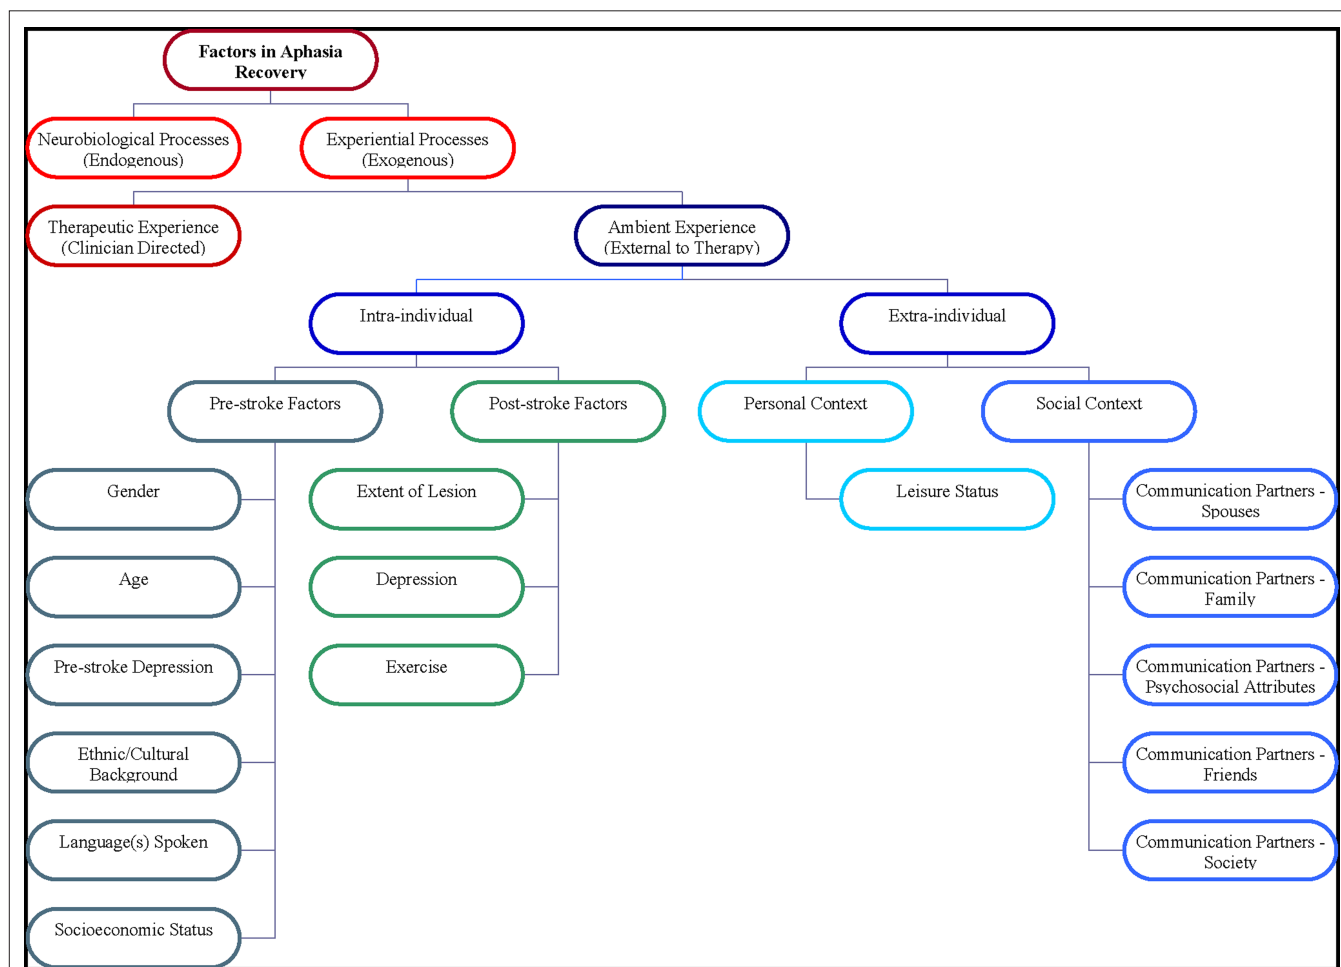 Factors in Aphasia
Recovery
Neurobiological Processes
(Endogenous)
Experiential Processes
(Exogenous)
Therapeutic Experience
(Clinician Directed)
Ambient Experience
(External to Therapy)
Intra-individual
Extra-individual
Pre-stroke Factors
Post-stroke Factors
Personal Context
Social Context
Gender
Extent of Lesion
Leisure Status
Communication Partners -
Spouses
Age
Depression
Communication Partners -
Family
Pre-stroke Depression
Exercise
Communication Partners -
Psychosocial Attributes
Ethnic/Cultural
Background
Communication Partners -
Friends
Language(s) Spoken
Communication Partners -
Society
Socioeconomic Status